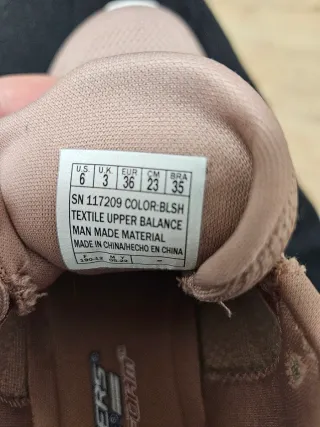 U.S. U.K. EUR CM BRA
6 3 36 23 35
SN 117209 COLOR:BLSH
TEXTILE UPPER BALANCE
MAN MADE MATERIAL
MADE IN CHINA/HECHO EN CHINA